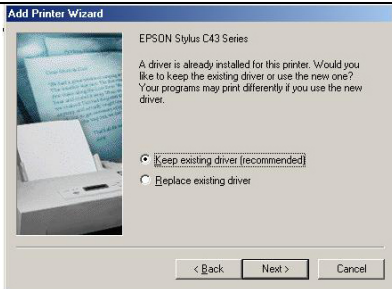 Add Printer Wizard
EPSON Stylus C43 Series
A driver is already installed for this printer. Would you
like to keep the existing driver or use the new one?
Your programs may print differently if you use the new
driver.
Keep existing driver (recommended)
Replace existing driver
< Back
Next >
Cancel